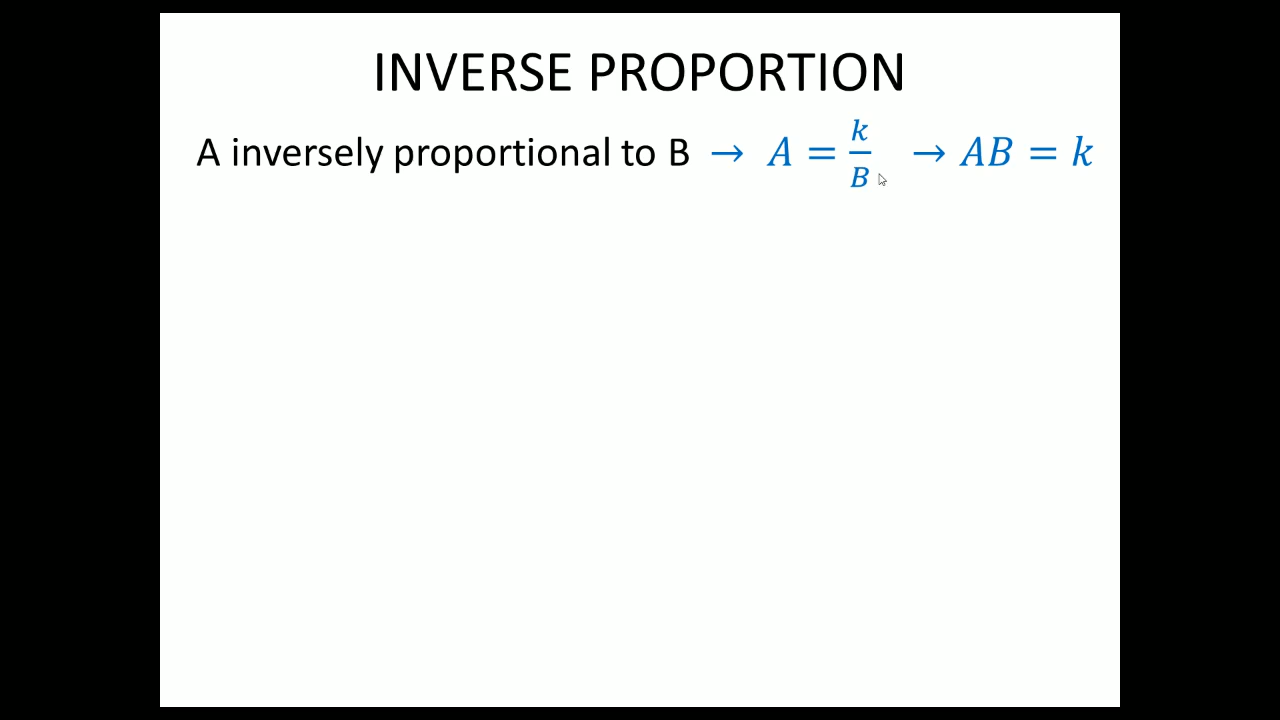 INVERSE PROPORTION
A inversely proportional to B → A = k/B → AB = k